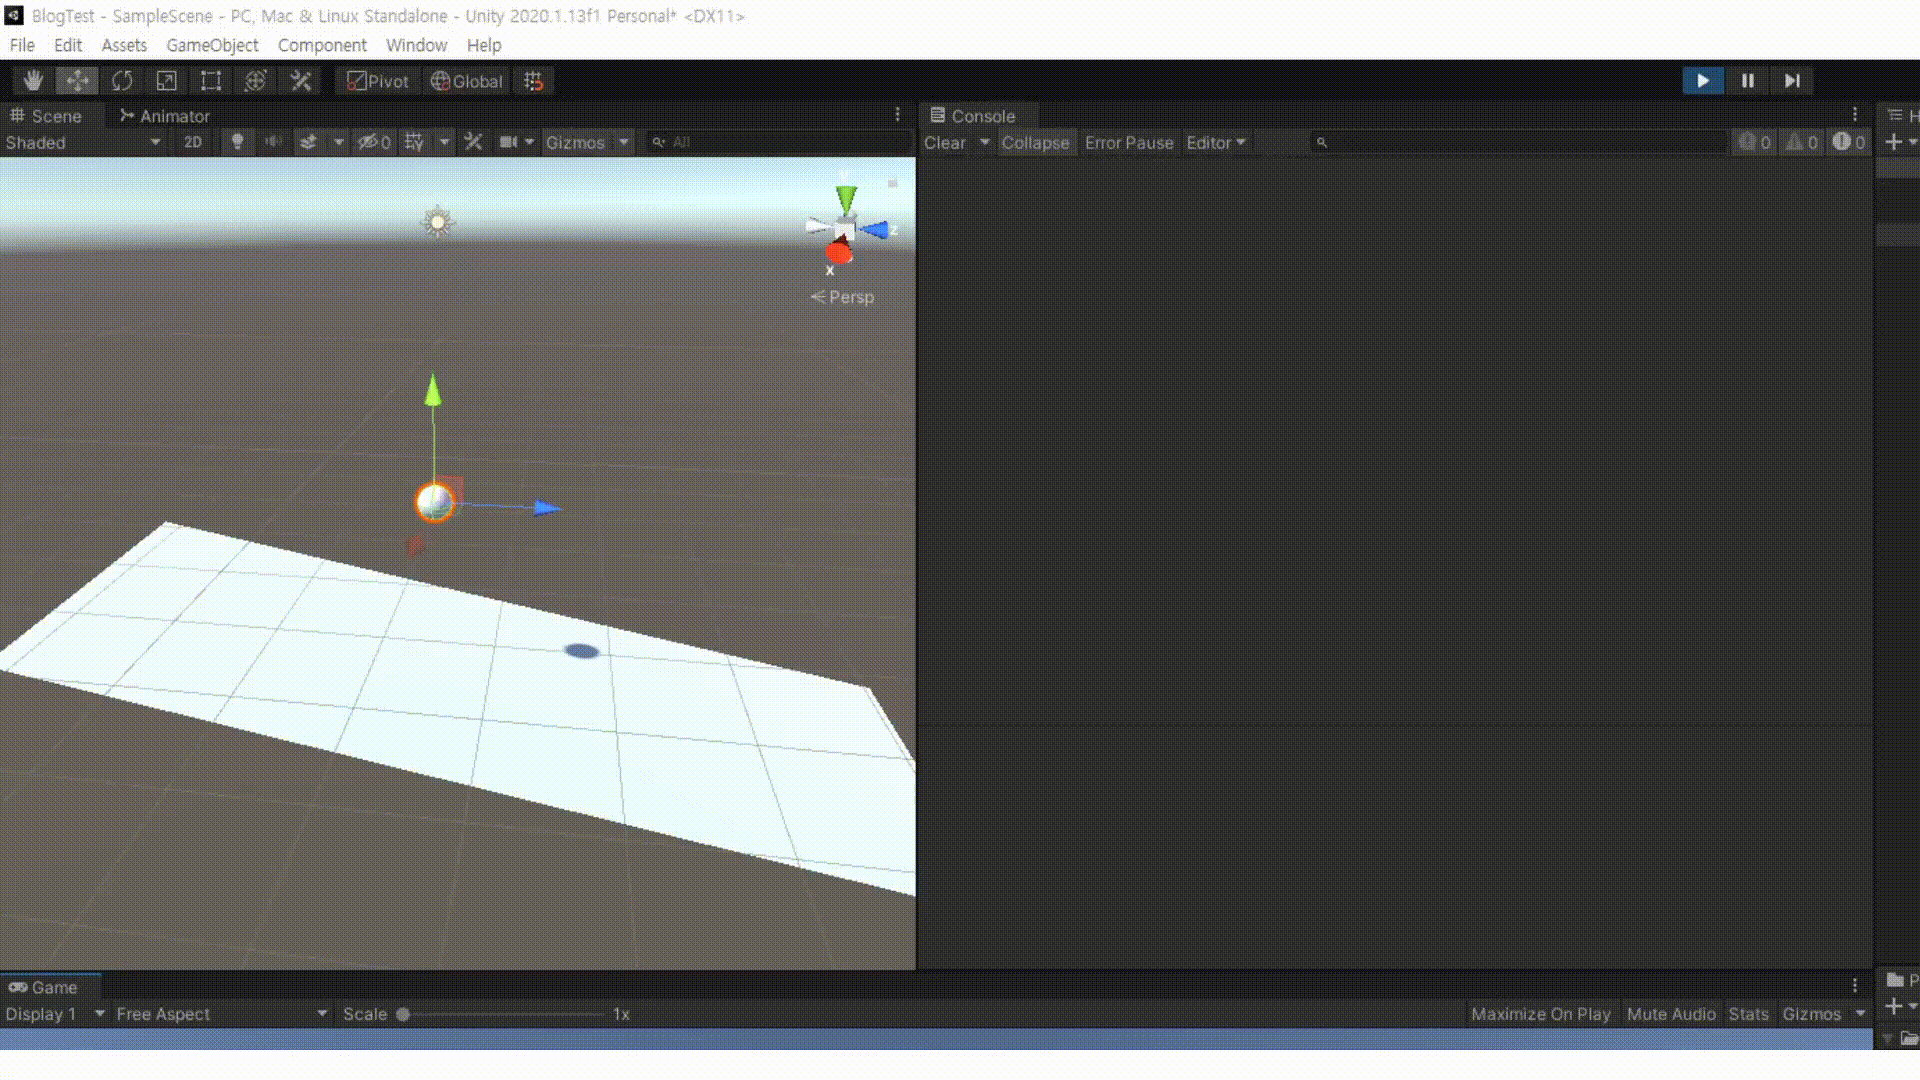 BlogTest - SampleScene - PC, Mac & Linux Standalone - Unity 2020.1.13f1 Personal* <DX11>
File Edit Assets GameObject Component Window Help
Pivot Global
Scene Animator Console H
Shaded 2D 0 Gizmos All Clear Collapse Error Pause Editor 0 0 0
z
x
Persp
Game P
Display 1 Free Aspect Scale 1x Maximize On Play Mute Audio Stats Gizmos